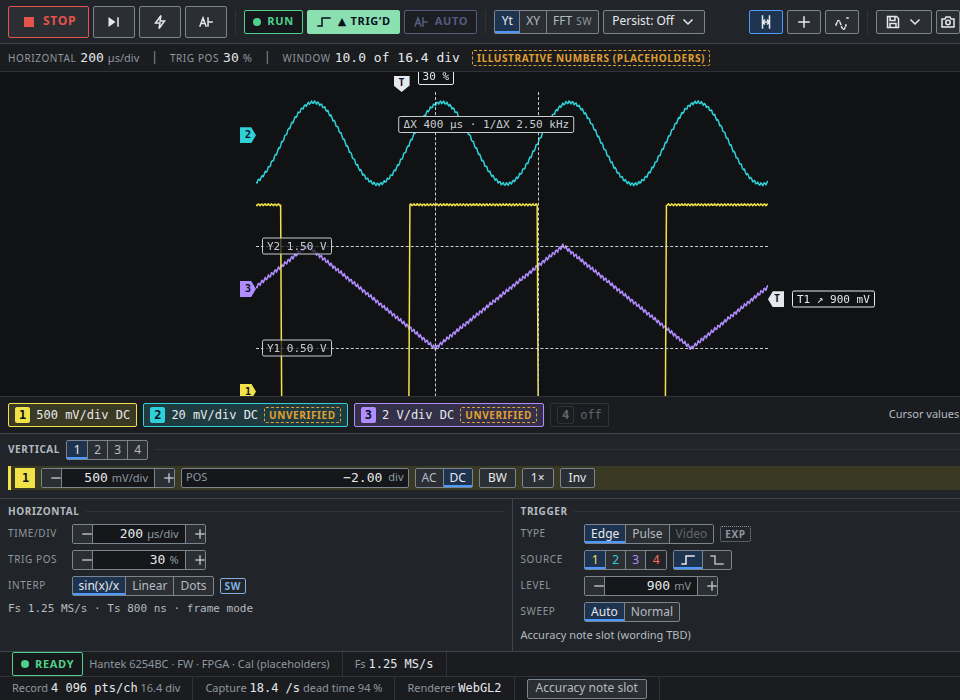 STOP RUN ▲ TRIG'D AUTO Yt XY FFT SW Persist: Off
HORIZONTAL 200 µs/div | TRIG POS 30 % | WINDOW 10.0 of 16.4 div ILLUSTRATIVE NUMBERS (PLACEHOLDERS)
T 30 %
ΔX 400 µs · 1/ΔX 2.50 kHz
2
Y2 1.50 V
3
T T1 ↗ 900 mV
Y1 0.50 V
1
1 500 mV/div DC 2 20 mV/div DC UNVERIFIED 3 2 V/div DC UNVERIFIED 4 off Cursor values
VERTICAL 1 2 3 4
1 − 500 mV/div + POS −2.00 div AC DC BW 1× Inv
HORIZONTAL
TIME/DIV − 200 µs/div +
TRIG POS − 30 % +
INTERP sin(x)/x Linear Dots SW
Fs 1.25 MS/s · Ts 800 ns · frame mode
TRIGGER
TYPE Edge Pulse Video EXP
SOURCE 1 2 3 4
LEVEL − 900 mV +
SWEEP Auto Normal
Accuracy note slot (wording TBD)
READY Hantek 6254BC · FW · FPGA · Cal (placeholders) Fs 1.25 MS/s
Record 4 096 pts/ch 16.4 div Capture 18.4 /s dead time 94 % Renderer WebGL2 Accuracy note slot